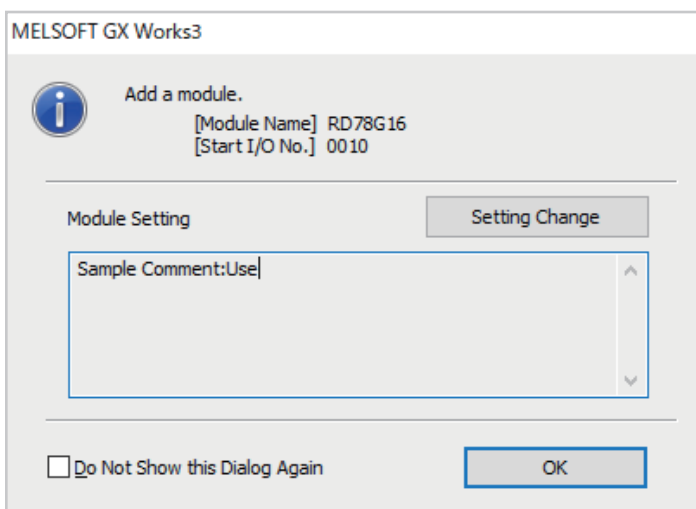 MELSOFT GX Works3
Add a module.
[Module Name] RD78G16
[Start I/O No.] 0010
Module Setting
Setting Change
Sample Comment:Use
Do Not Show this Dialog Again
OK